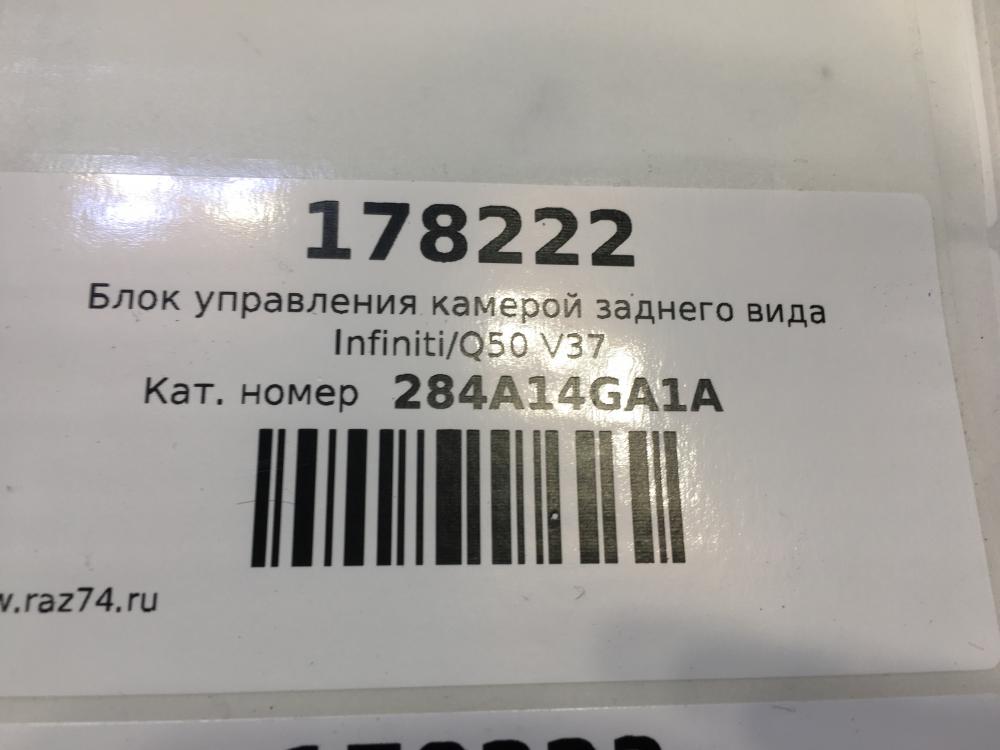 178222
Блок управления камерой заднего вида
Infiniti/Q50 V37
Кат. номер 284A14GA1A
w.raz74.ru